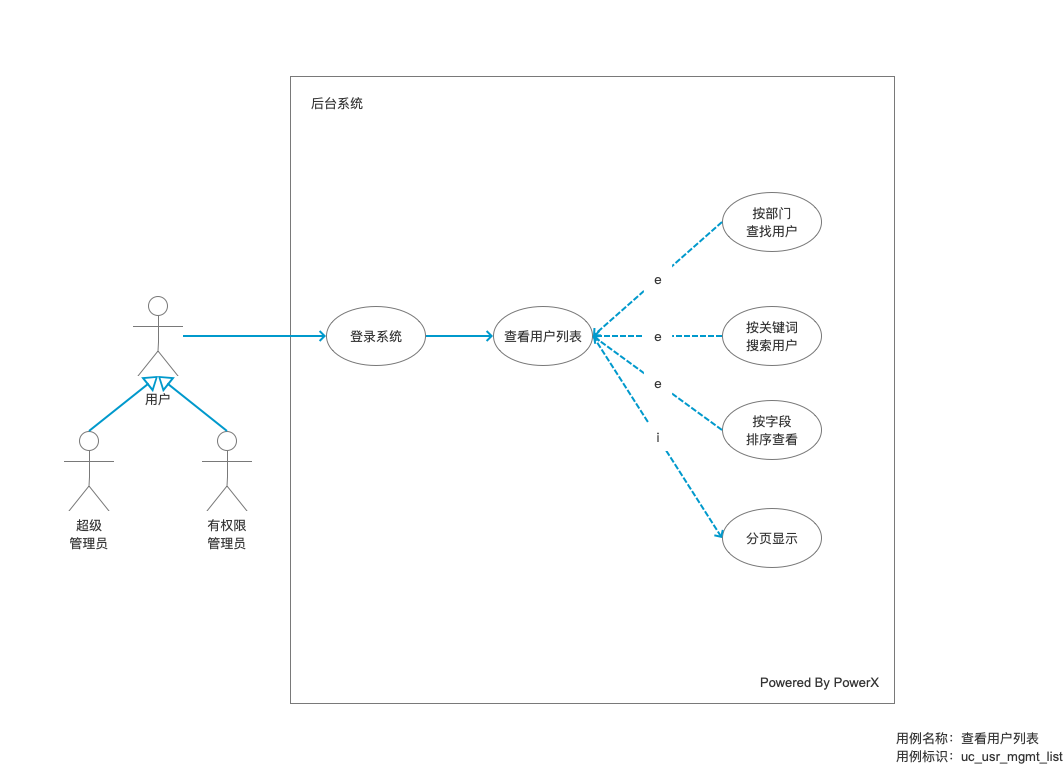 后台系统
按部门
查找用户
e
登录系统
查看用户列表
e
按关键词
搜索用户
e
用户
按字段
排序查看
i
超级
管理员
有权限
管理员
分页显示
Powered By PowerX
用例名称：查看用户列表
用例标识：uc_usr_mgmt_list